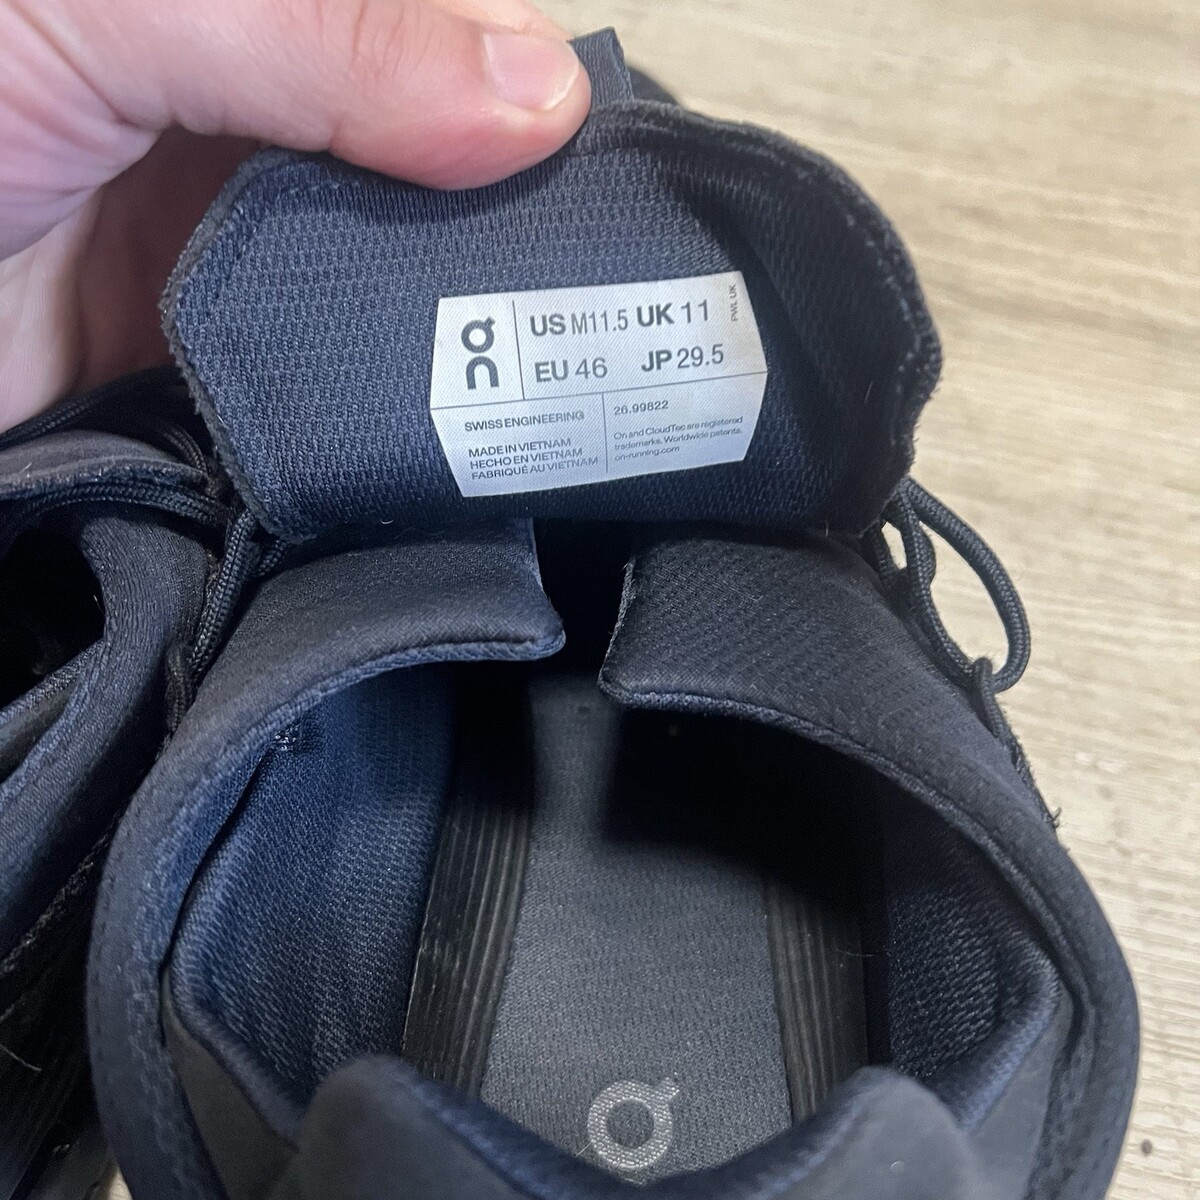 On
US M11.5 UK 11
EU 46 JP 29.5
PWL UK
SWISS ENGINEERING
26.99822
MADE IN VIETNAM
HECHO EN VIETNAM
FABRIQUÉ AU VIETNAM
On and CloudTec are registered
trademarks. Worldwide patents.
on-running.com